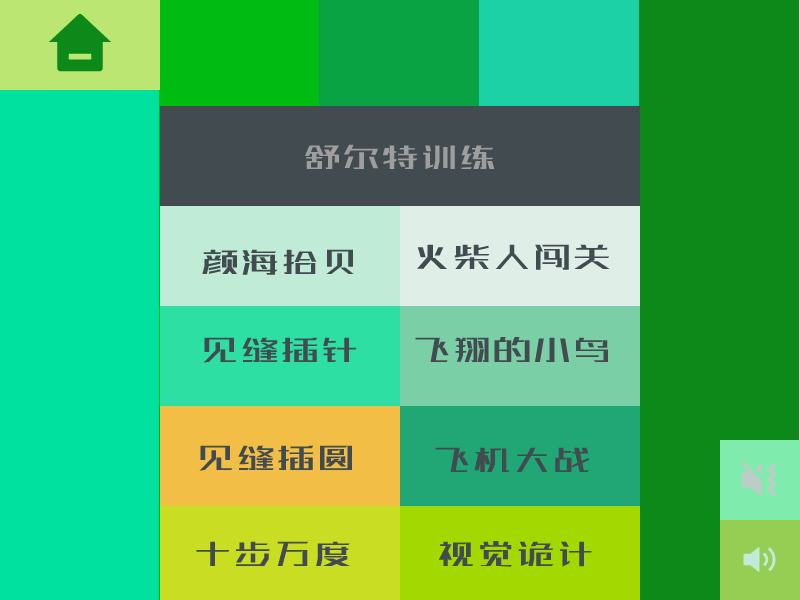 舒尔特训练
颜海拾贝 火柴人闯关
见缝插针 飞翔的小鸟
见缝插圆 飞机大战
十步万度 视觉诡计